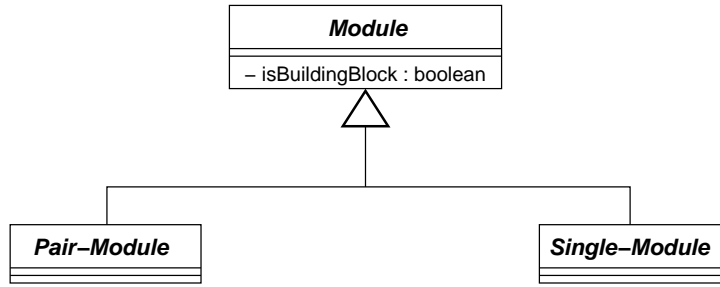 Module
– isBuildingBlock : boolean
Pair–Module
Single–Module